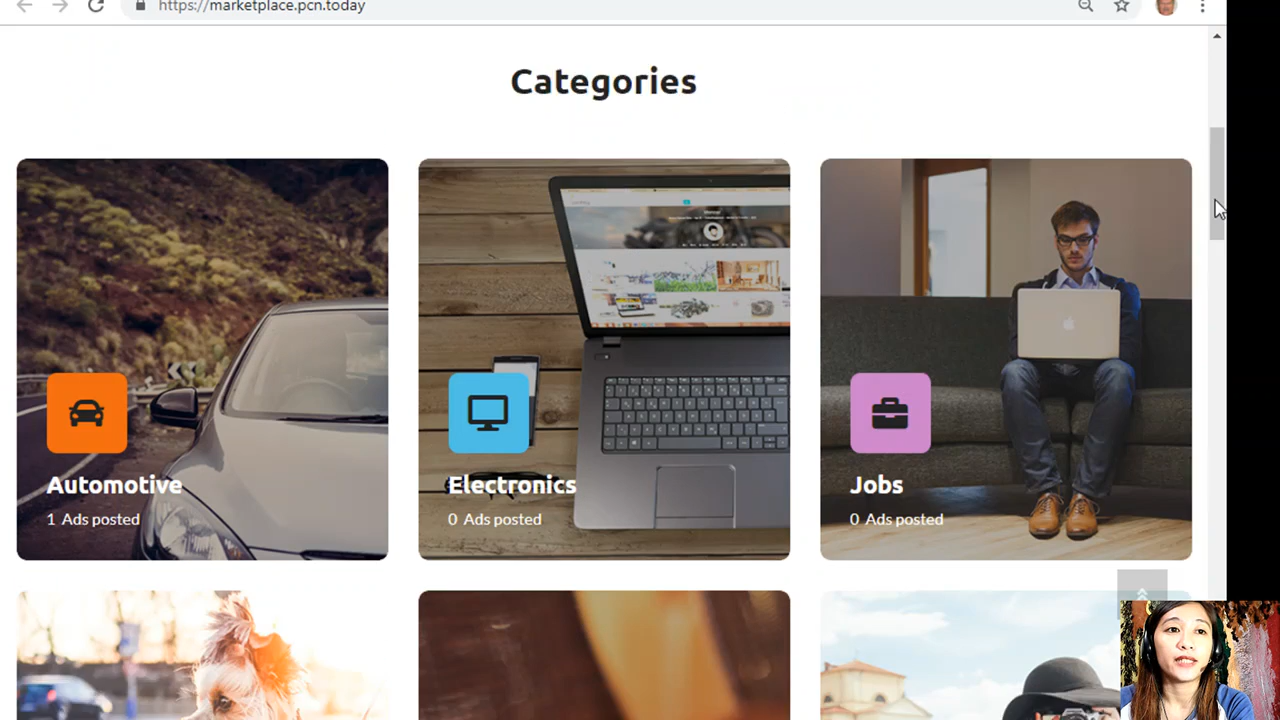 https://marketplace.pcn.today
Categories
Automotive
1 Ads posted
Electronics
0 Ads posted
Jobs
0 Ads posted